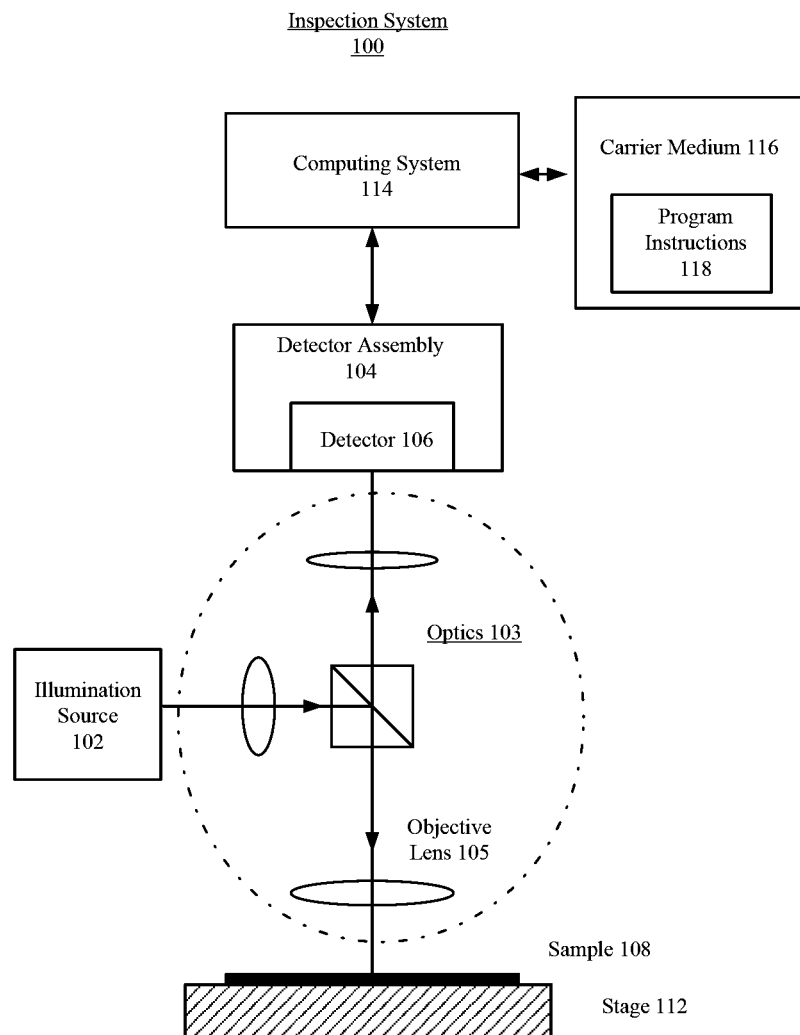 Inspection System
100
Computing System
114
Carrier Medium 116
Program
Instructions
118
Detector Assembly
104
Detector 106
Optics 103
Illumination
Source
102
Objective
Lens 105
Sample 108
Stage 112